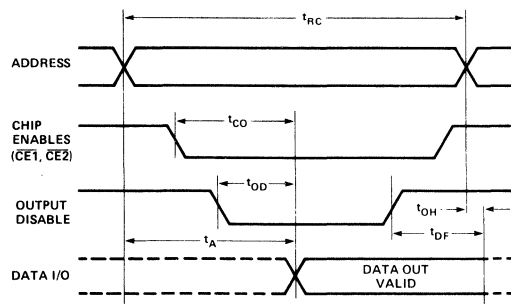 tRC
ADDRESS
CHIP
ENABLES
(CE1, CE2)
tCO
OUTPUT
DISABLE
tOD
tOH
tDF
tA
DATA I/O
DATA OUT
VALID